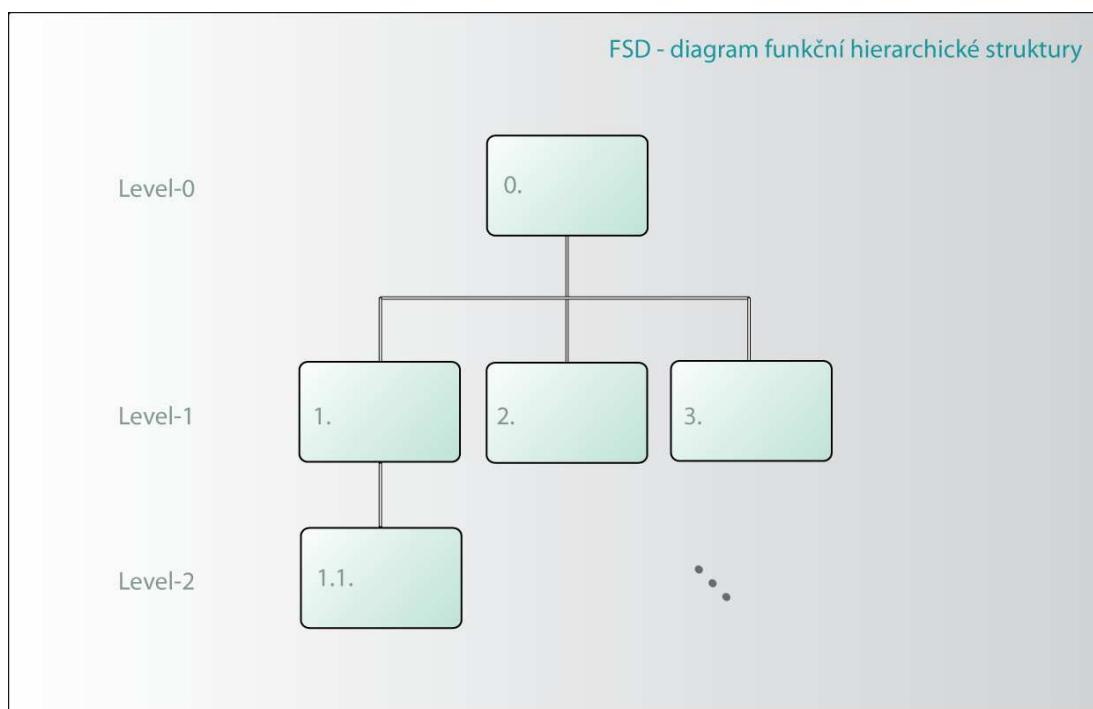 FSD - diagram funkční hierarchické struktury
Level-0
0.
Level-1
1.
2.
3.
Level-2
1.1.